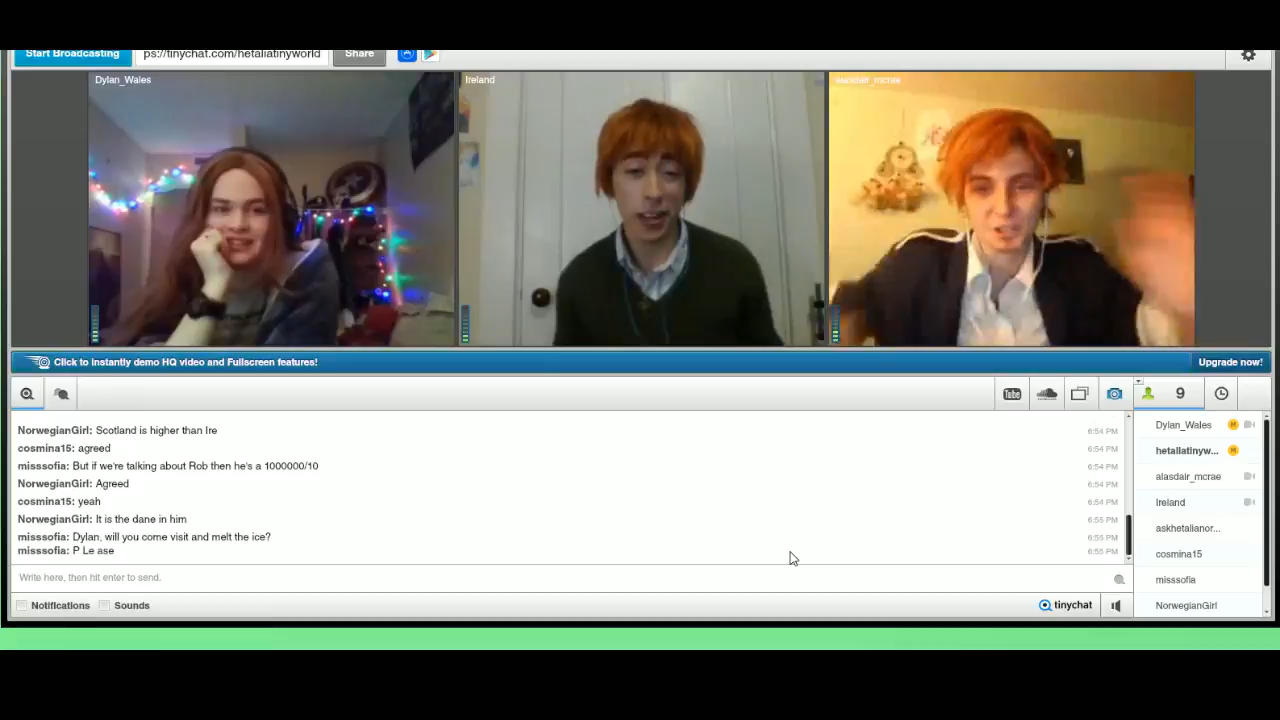 Start Broadcasting
ps://tinychat.com/hetaliatinyworld
Share
Dylan_Wales
Ireland
alasdair_mcrae
Click to instantly demo HQ video and Fullscreen features!
Upgrade now!
You Tube
9
NorwegianGirl: Scotland is higher than Ire
6:54 PM
cosmina15: agreed
6:54 PM
misssofia: But if we're talking about Rob then he's a 1000000/10
6:54 PM
NorwegianGirl: Agreed
6:54 PM
cosmina15: yeah
6:54 PM
NorwegianGirl: It is the dane in him
6:55 PM
misssofia: Dylan, will you come visit and melt the ice?
6:55 PM
misssofia: P Le ase
6:55 PM
Dylan_Wales M
hetaliatinyw... M
alasdair_mcrae
Ireland
askhetalianor...
cosmina15
misssofia
NorwegianGirl
Write here, then hit enter to send.
Notifications
Sounds
tinychat